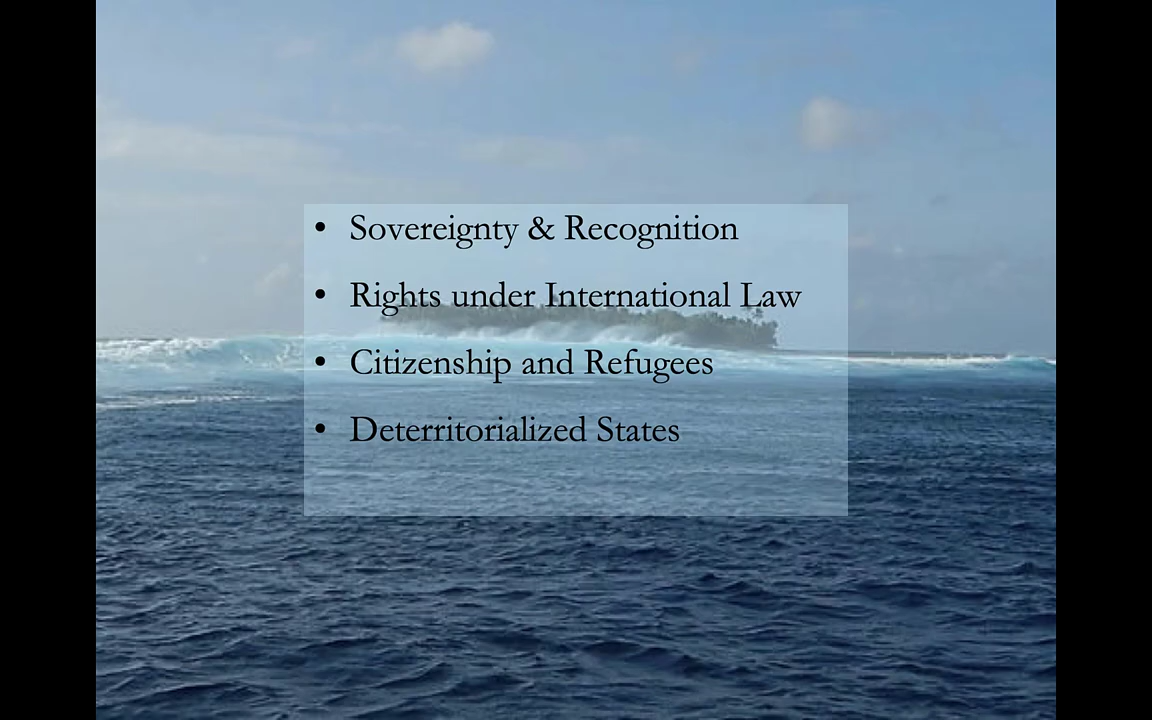 • Sovereignty & Recognition
• Rights under International Law
• Citizenship and Refugees
• Deterritorialized States